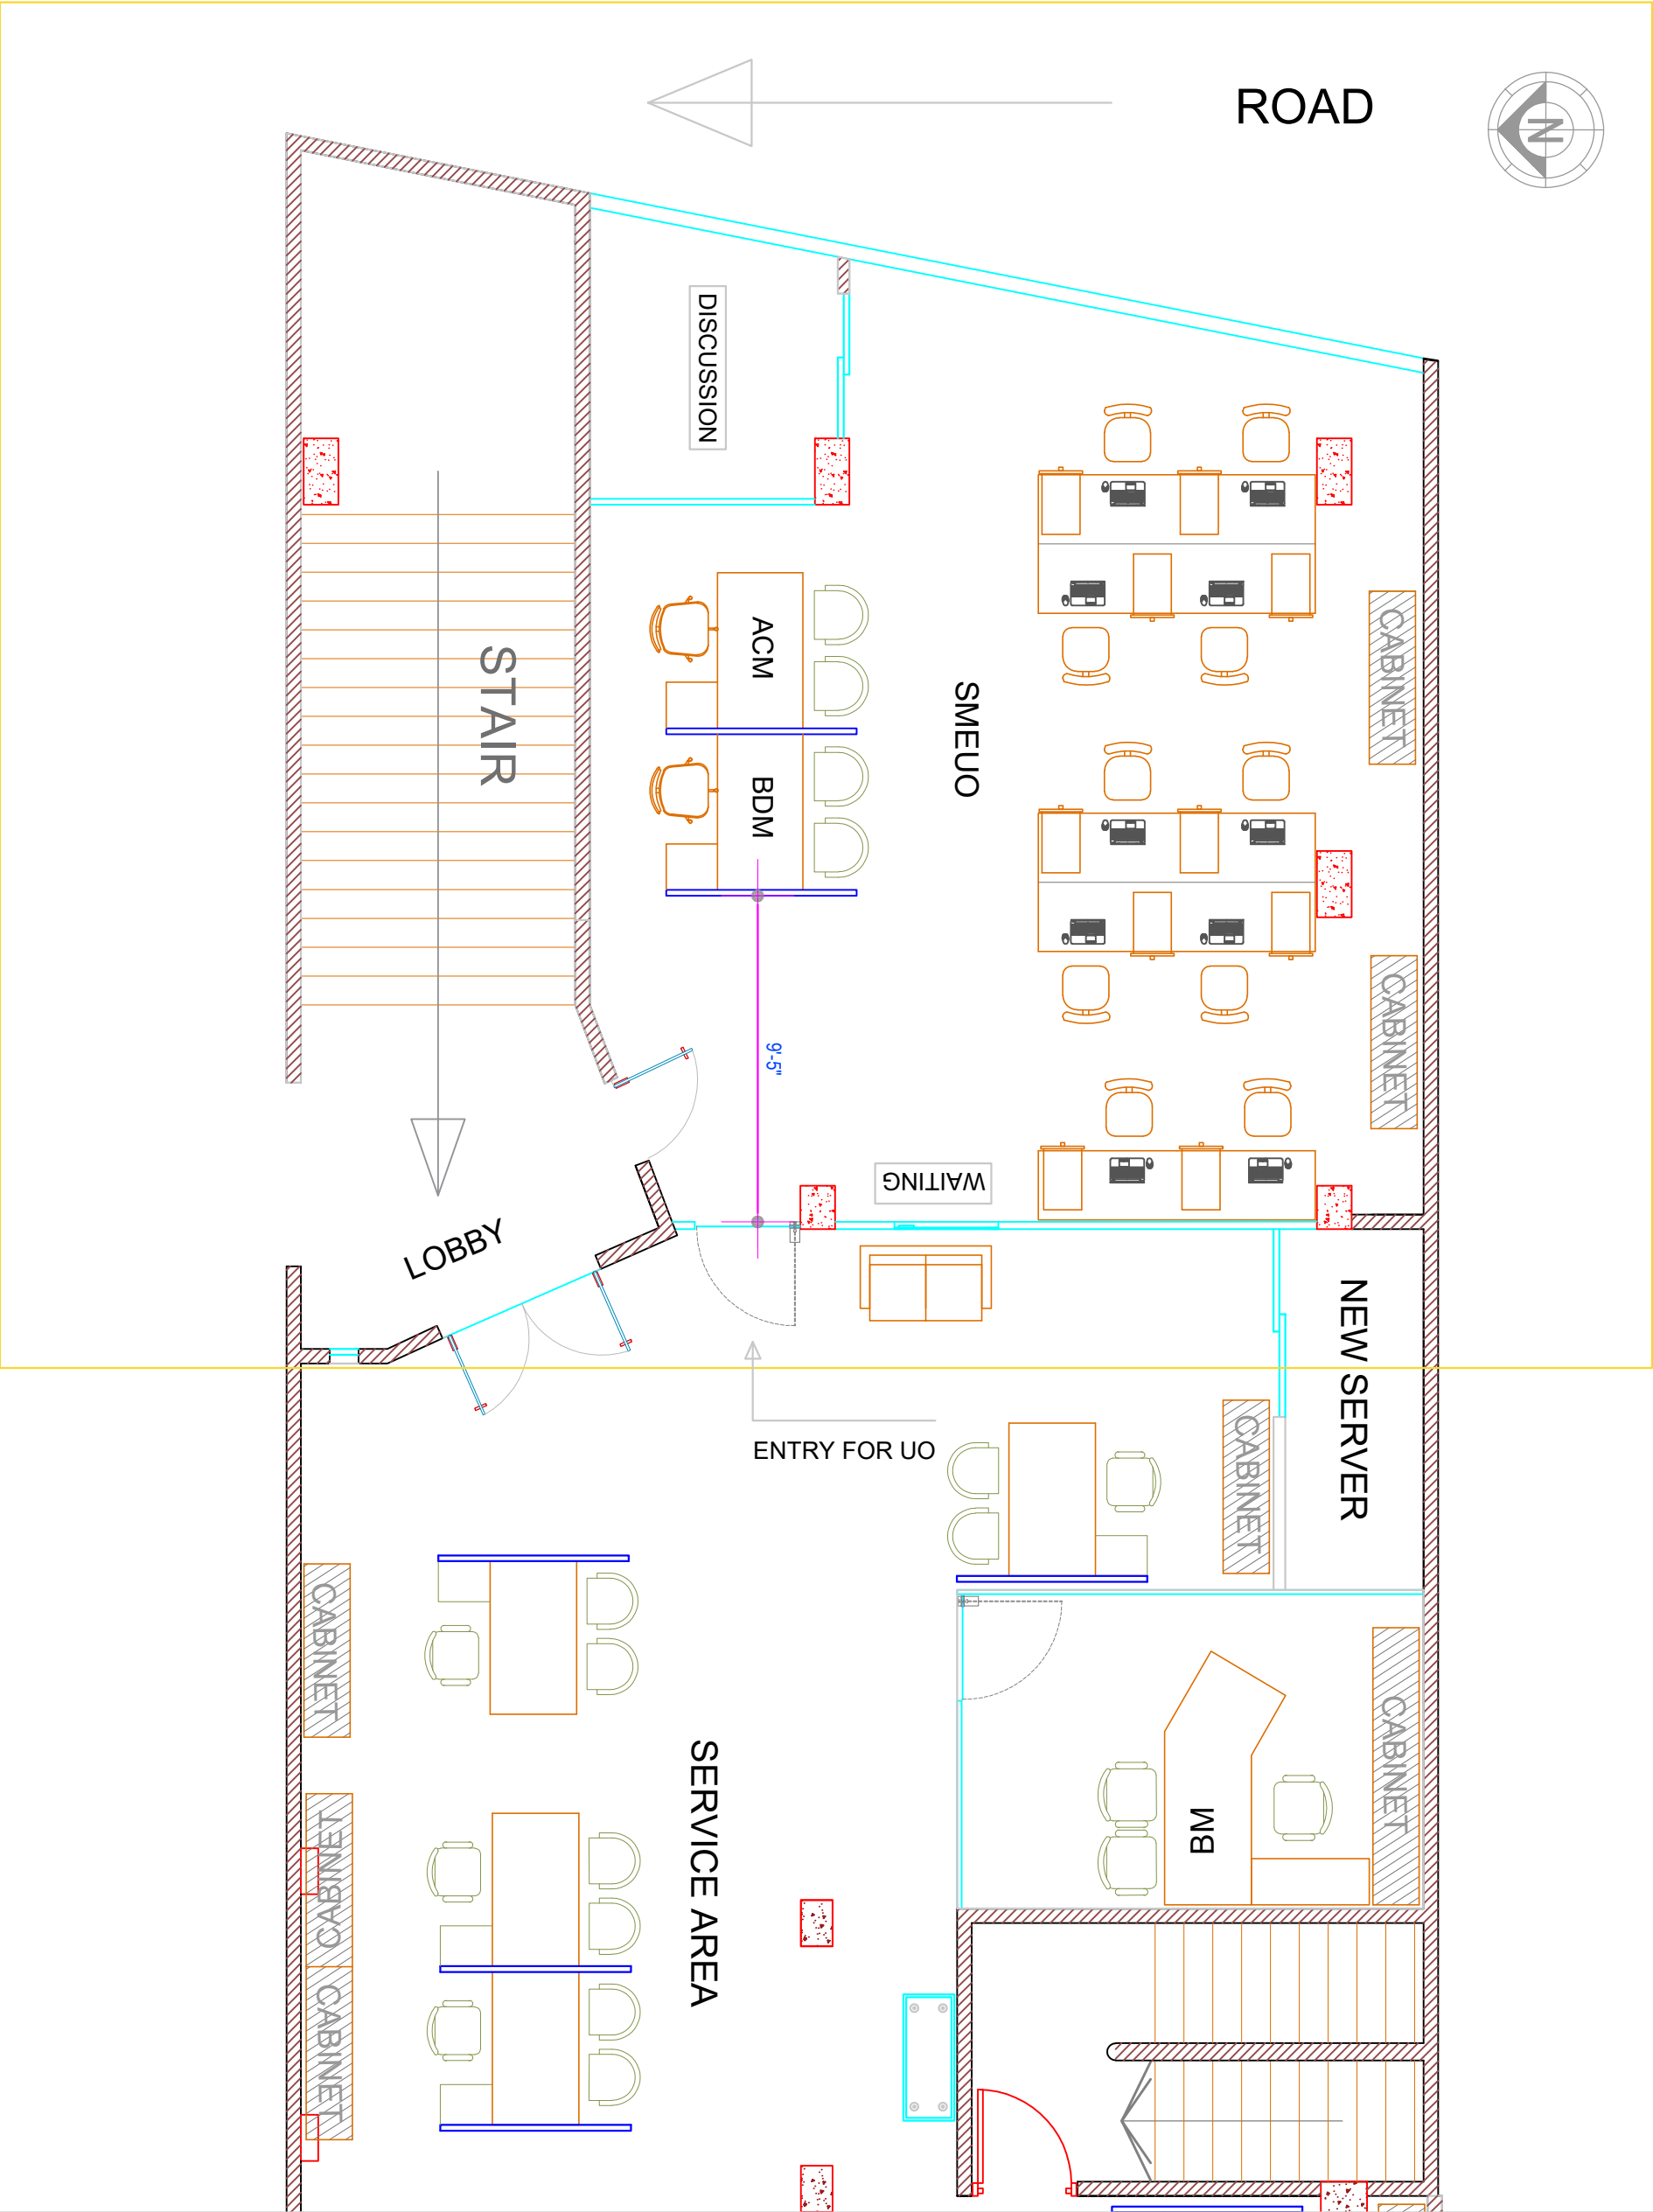 ROAD
N
DISCUSSION
ACM
CABINET
STAIR
SMEUO
BDM
CABINET
9'-5"
WAITING
LOBBY
NEW SERVER
ENTRY FOR UO
CABINET
CABINET
CABINET
SERVICE AREA
BM
CABINET
CABINET